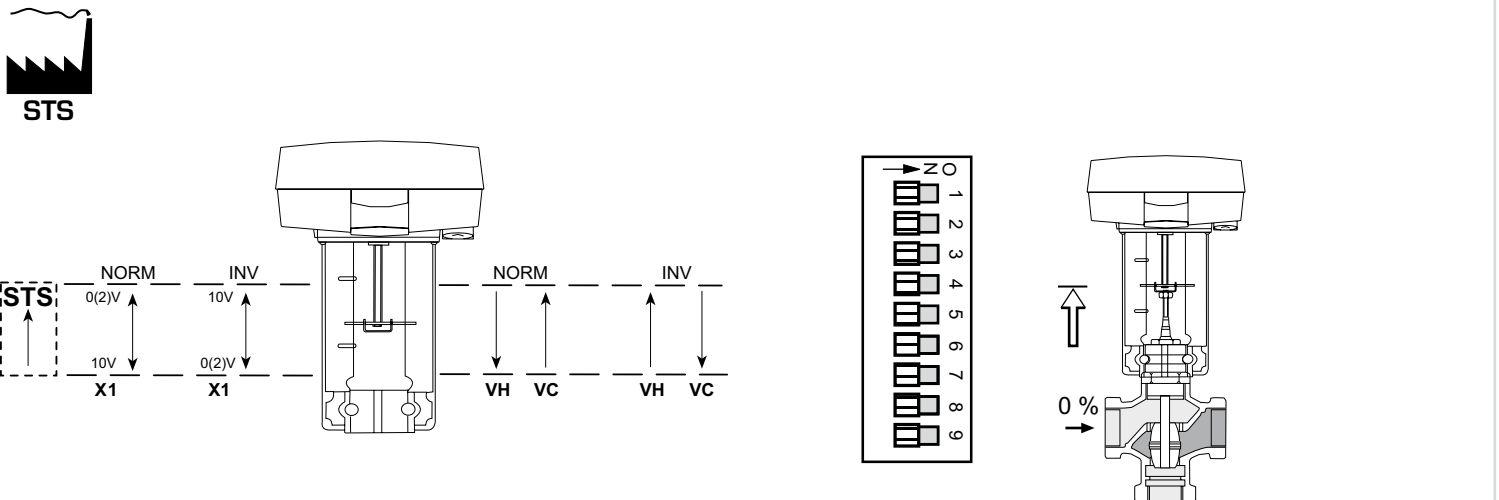 STS
STS
NORM INV
0(2)V 10V
10V 0(2)V
X1 X1
NORM INV
VH VC VH VC
ON
1
2
3
4
5
6
7
8
9
0 %